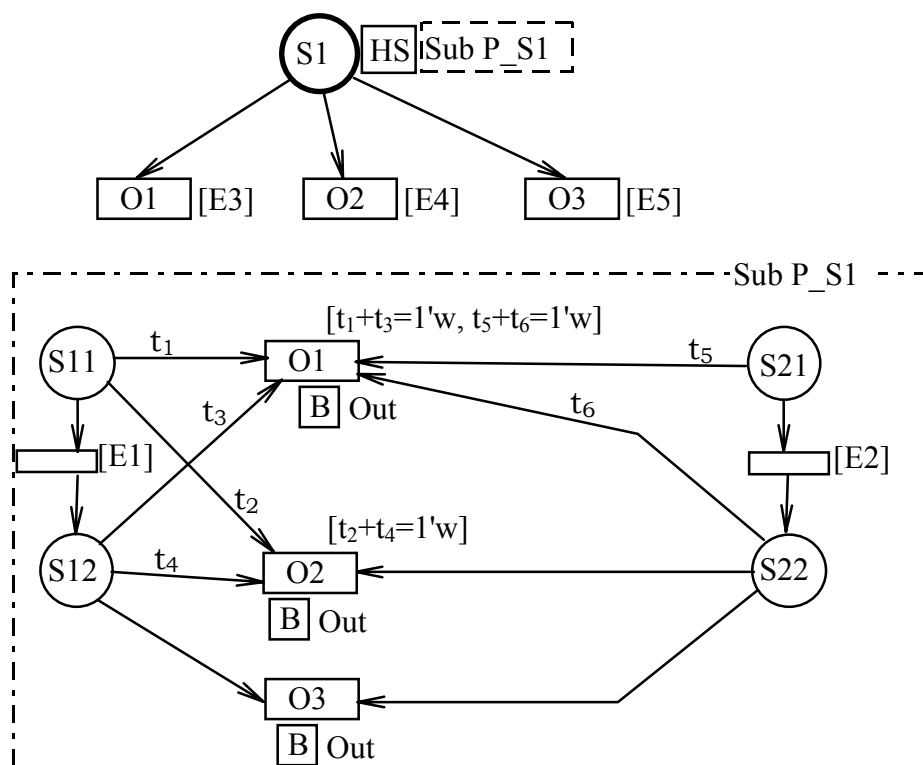 S1 HS Sub P_S1
O1 [E3] O2 [E4] O3 [E5]
Sub P_S1
[t₁+t₃=1'w, t₅+t₆=1'w]
S11 t₁ O1 t₅ S21
B Out
t₃ t₆
[E1] [E2]
t₂
[t₂+t₄=1'w]
S12 t₄ O2 S22
B Out
O3
B Out